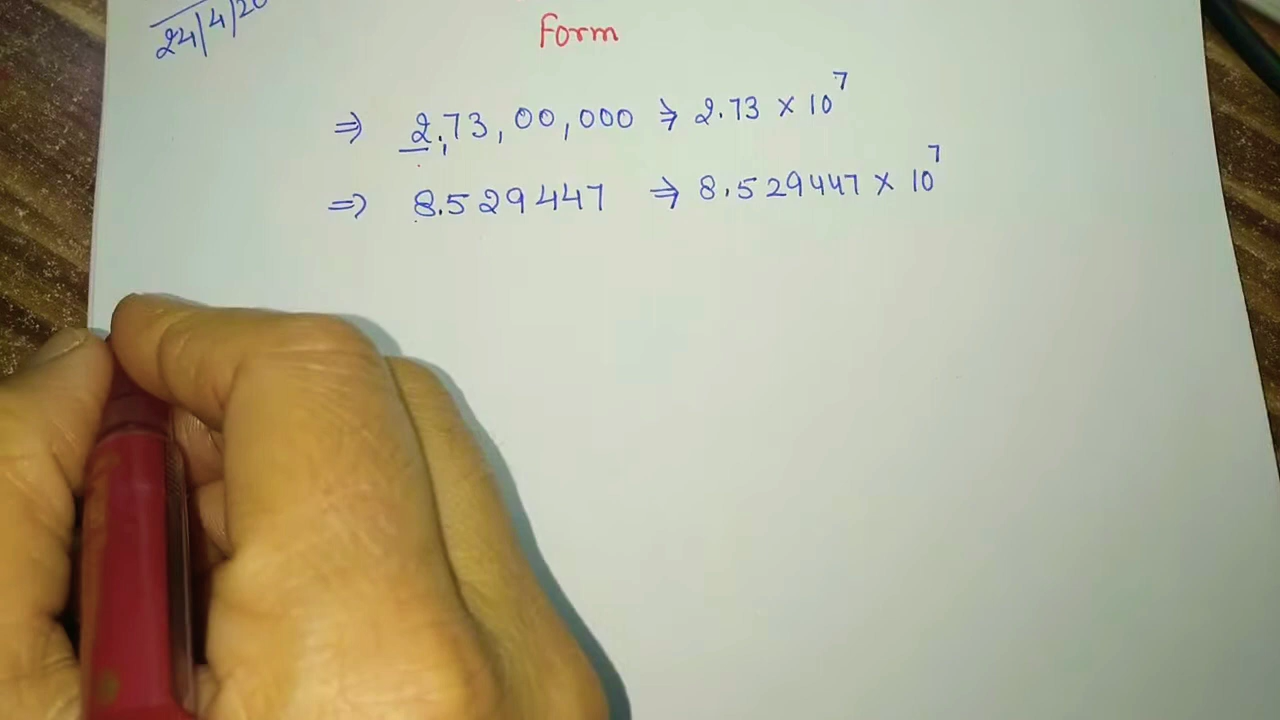 24/4/20
Form
⇒ 2.,73,00,000 ⇒ 2.73 × 10⁷
⇒ 8.529447 ⇒ 8.529447 × 10⁷